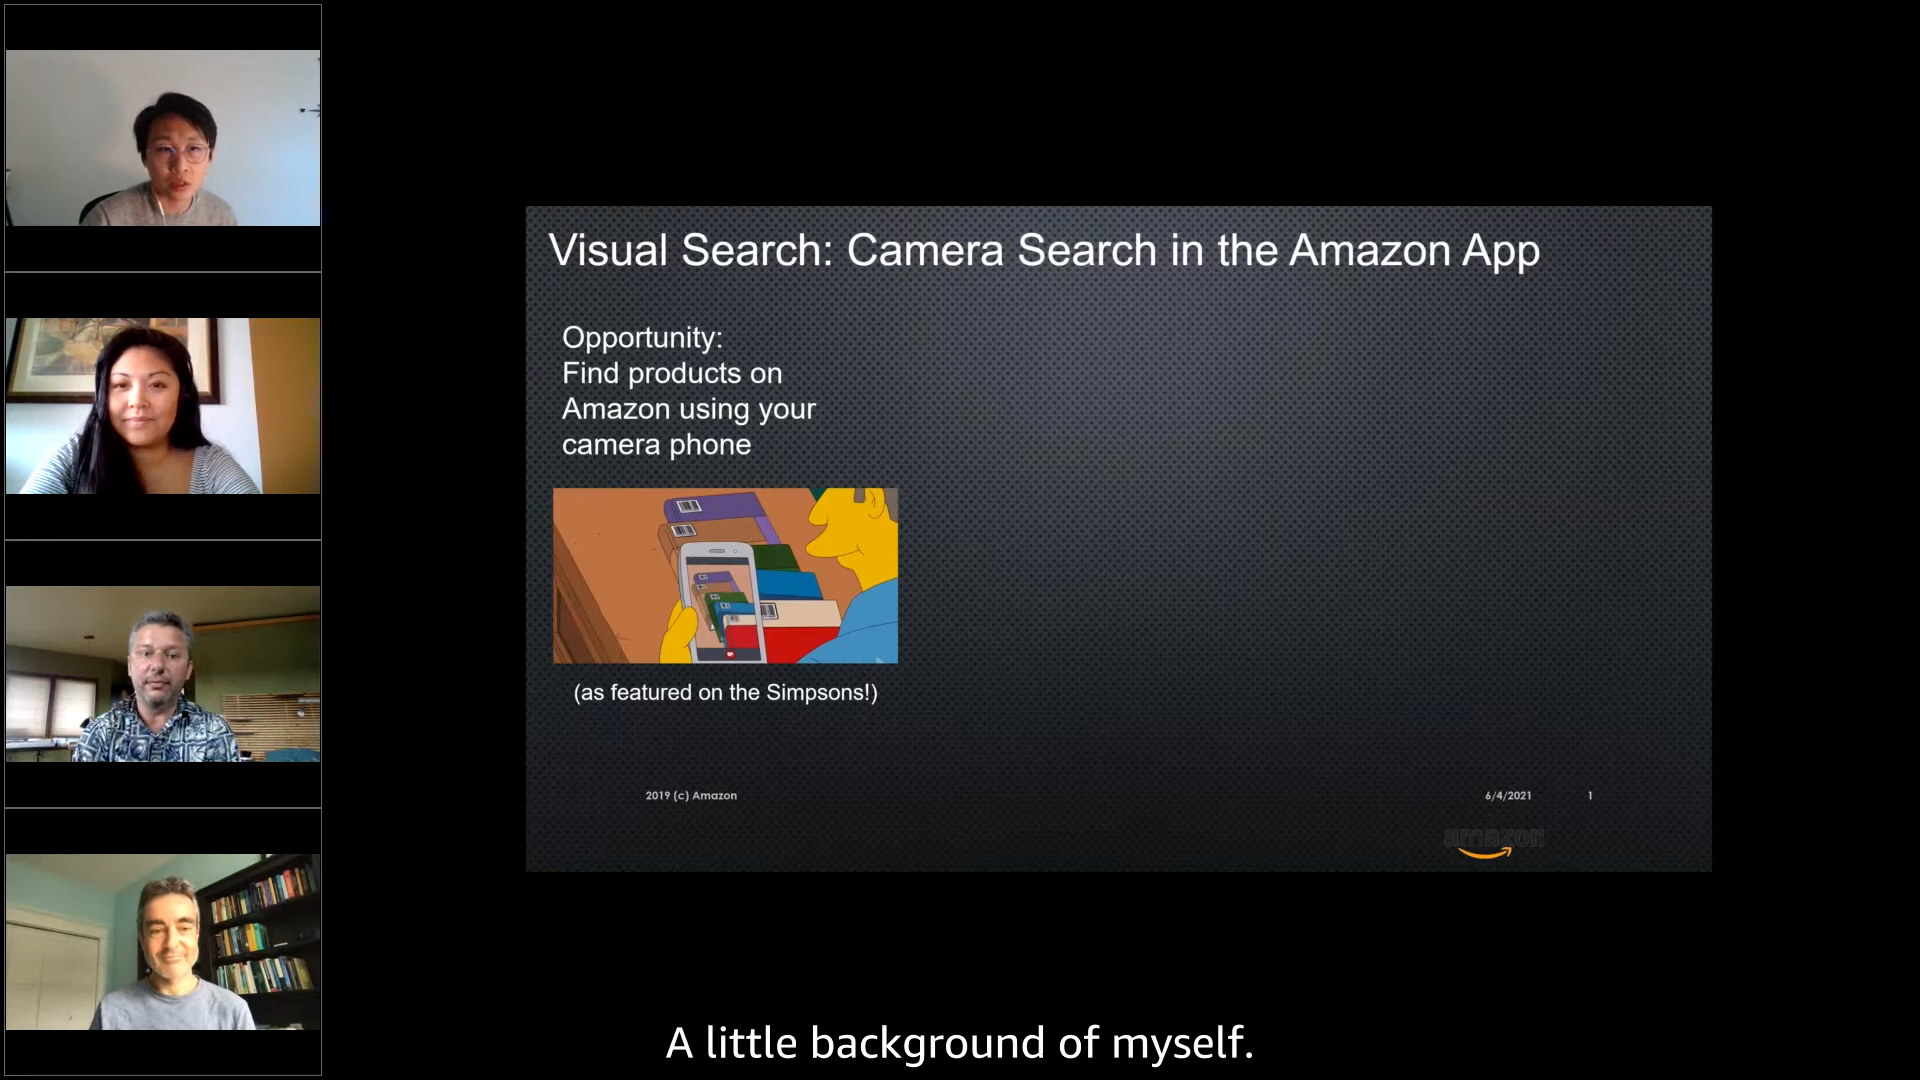 Visual Search: Camera Search in the Amazon App
Opportunity:
Find products on
Amazon using your
camera phone
(as featured on the Simpsons!)
2019 (c) Amazon
6/4/2021
1
amazon
A little background of myself.